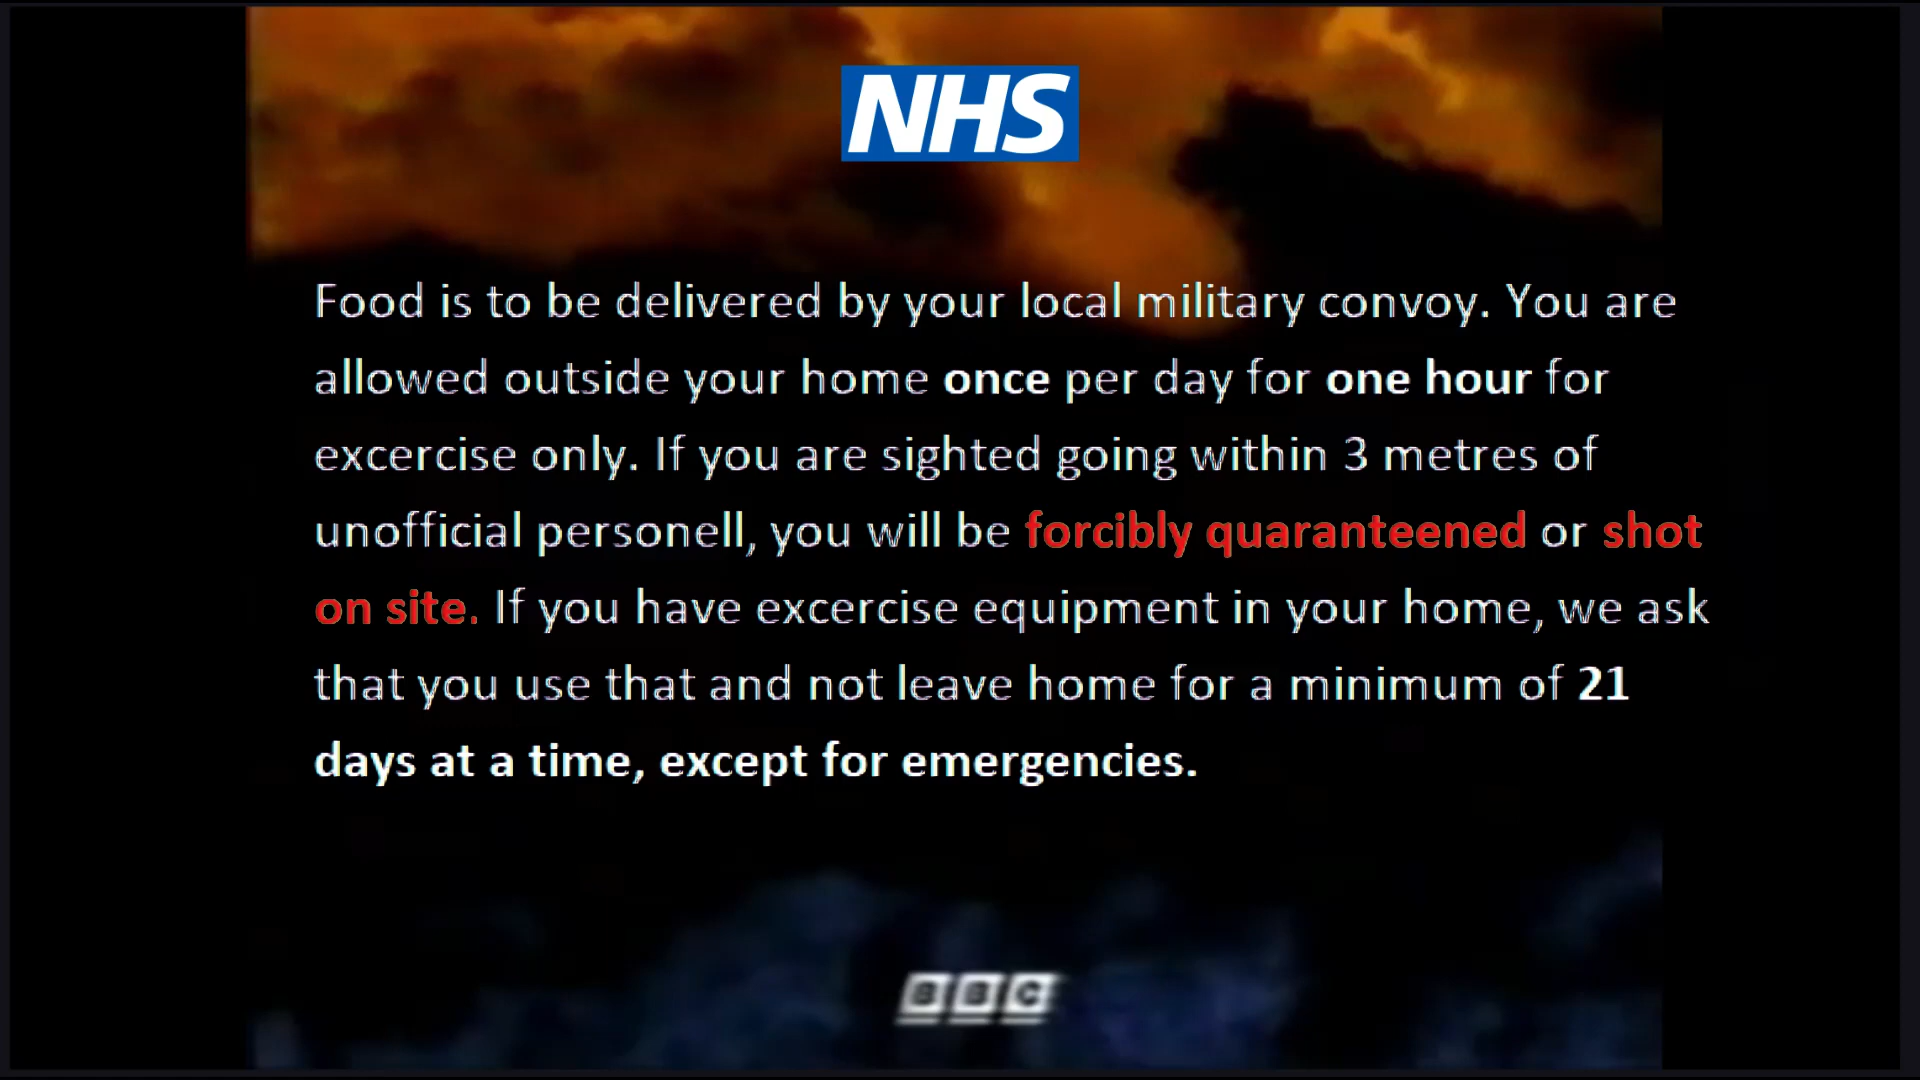 NHS
Food is to be delivered by your local military convoy. You are
allowed outside your home once per day for one hour for
excercise only. If you are sighted going within 3 metres of
unofficial personell, you will be forcibly quaranteened or shot
on site. If you have excercise equipment in your home, we ask
that you use that and not leave home for a minimum of 21
days at a time, except for emergencies.
BBC